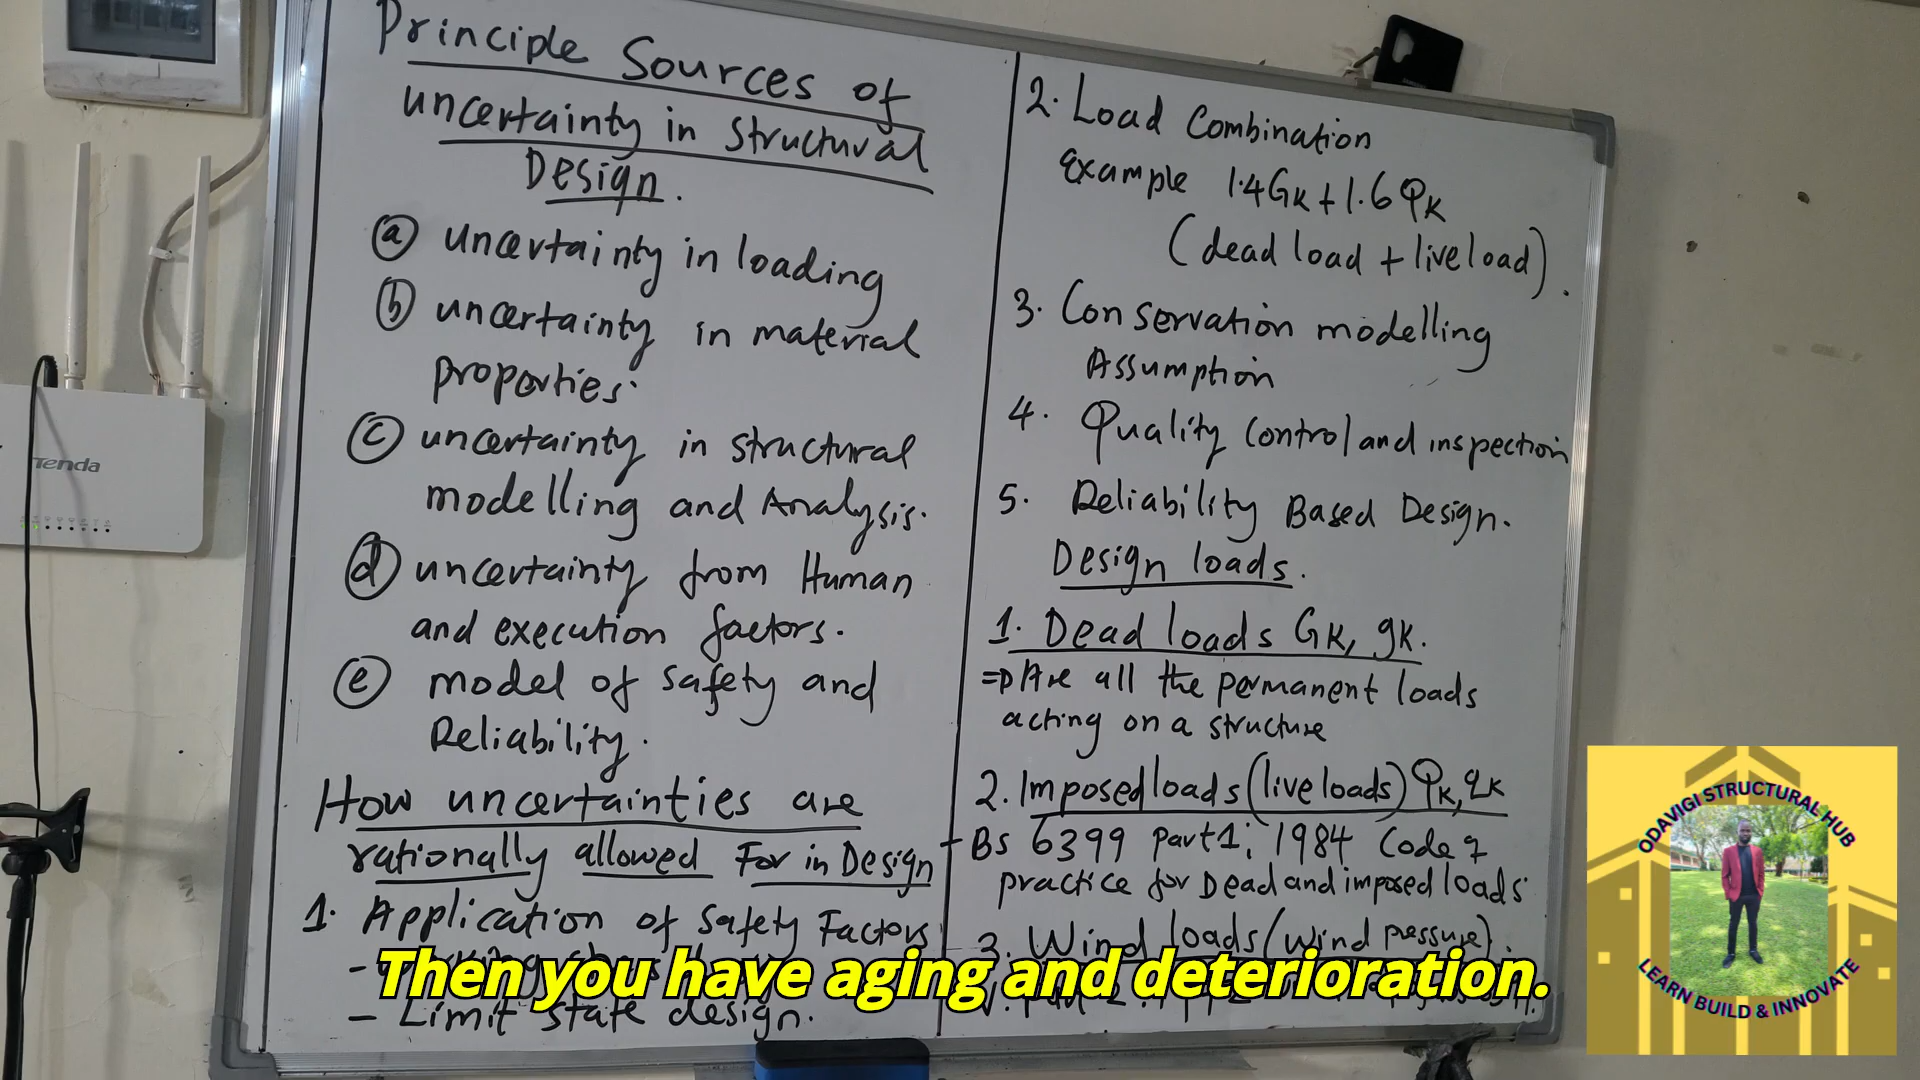 Principle Sources of
uncertainty in structural
Design.
(a) uncertainty in loading
(b) uncertainty in material
properties.
(c) uncertainty in structural
modelling and Analysis.
(d) uncertainty from Human
and execution factors.
(e) model of safety and
Reliability.
How uncertainties are
rationally allowed For in Design
1. Application of Safety Factors
- Limit state design.
2. Load Combination
Example 1.4GK + 1.6QK
(dead load + live load).
3. Conservation modelling
Assumption
4. Quality control and inspection
5. Reliability Based Design.
Design loads.
1. Dead loads GK, gK.
=> Are all the permanent loads
acting on a structure
2. Imposed loads (live loads) QK, qK
- BS 6399 part 1; 1984 Code of
practice for Dead and imposed loads
3. Wind loads (wind pressure).
Then you have aging and deterioration.
Tenda
ODAVIGI STRUCTURAL HUB
LEARN BUILD & INNOVATE